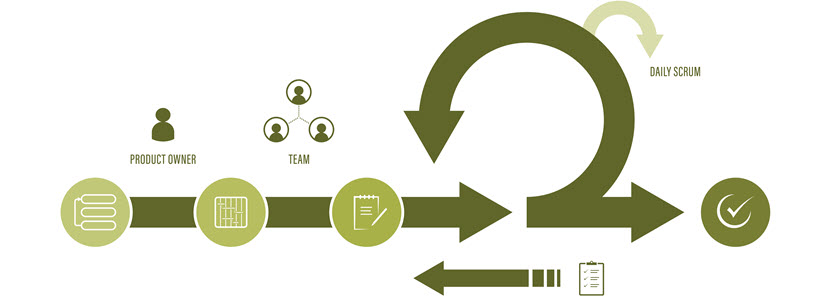 DAILY SCRUM
PRODUCT OWNER
TEAM